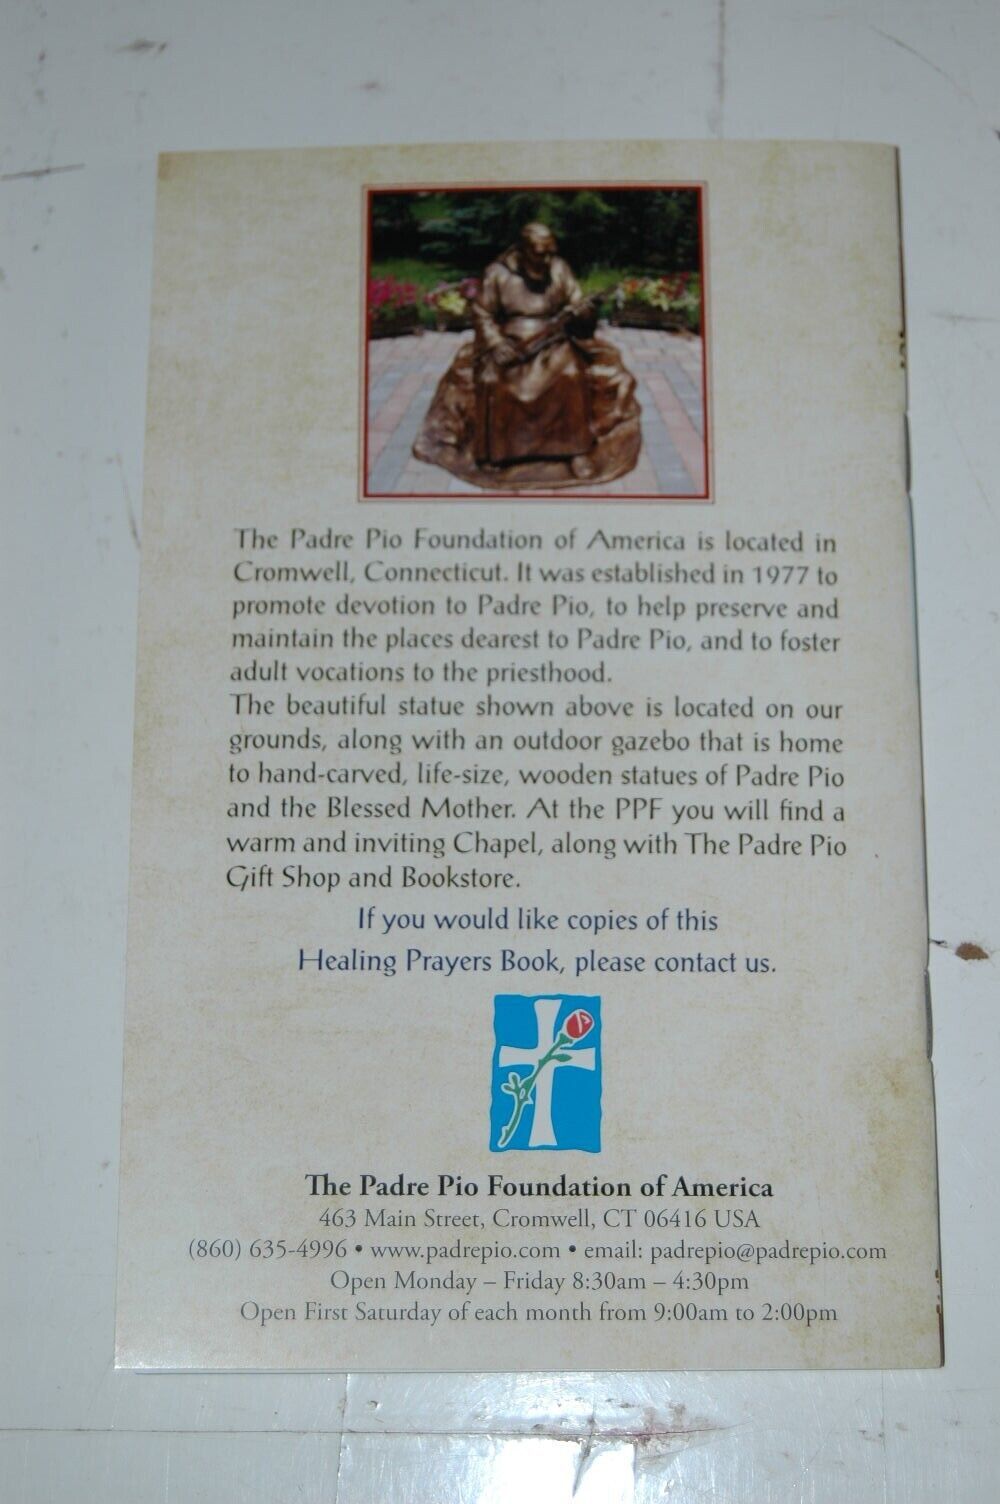 The Padre Pio Foundation of America is located in
Cromwell, Connecticut. It was established in 1977 to
promote devotion to Padre Pio, to help preserve and
maintain the places dearest to Padre Pio, and to foster
adult vocations to the priesthood.
The beautiful statue shown above is located on our
grounds, along with an outdoor gazebo that is home
to hand-carved, life-size, wooden statues of Padre Pio
and the Blessed Mother. At the PPF you will find a
warm and inviting Chapel, along with The Padre Pio
Gift Shop and Bookstore.
If you would like copies of this
Healing Prayers Book, please contact us.
The Padre Pio Foundation of America
463 Main Street, Cromwell, CT 06416 USA
(860) 635-4996 • www.padrepio.com • email: padrepio@padrepio.com
Open Monday – Friday 8:30am – 4:30pm
Open First Saturday of each month from 9:00am to 2:00pm